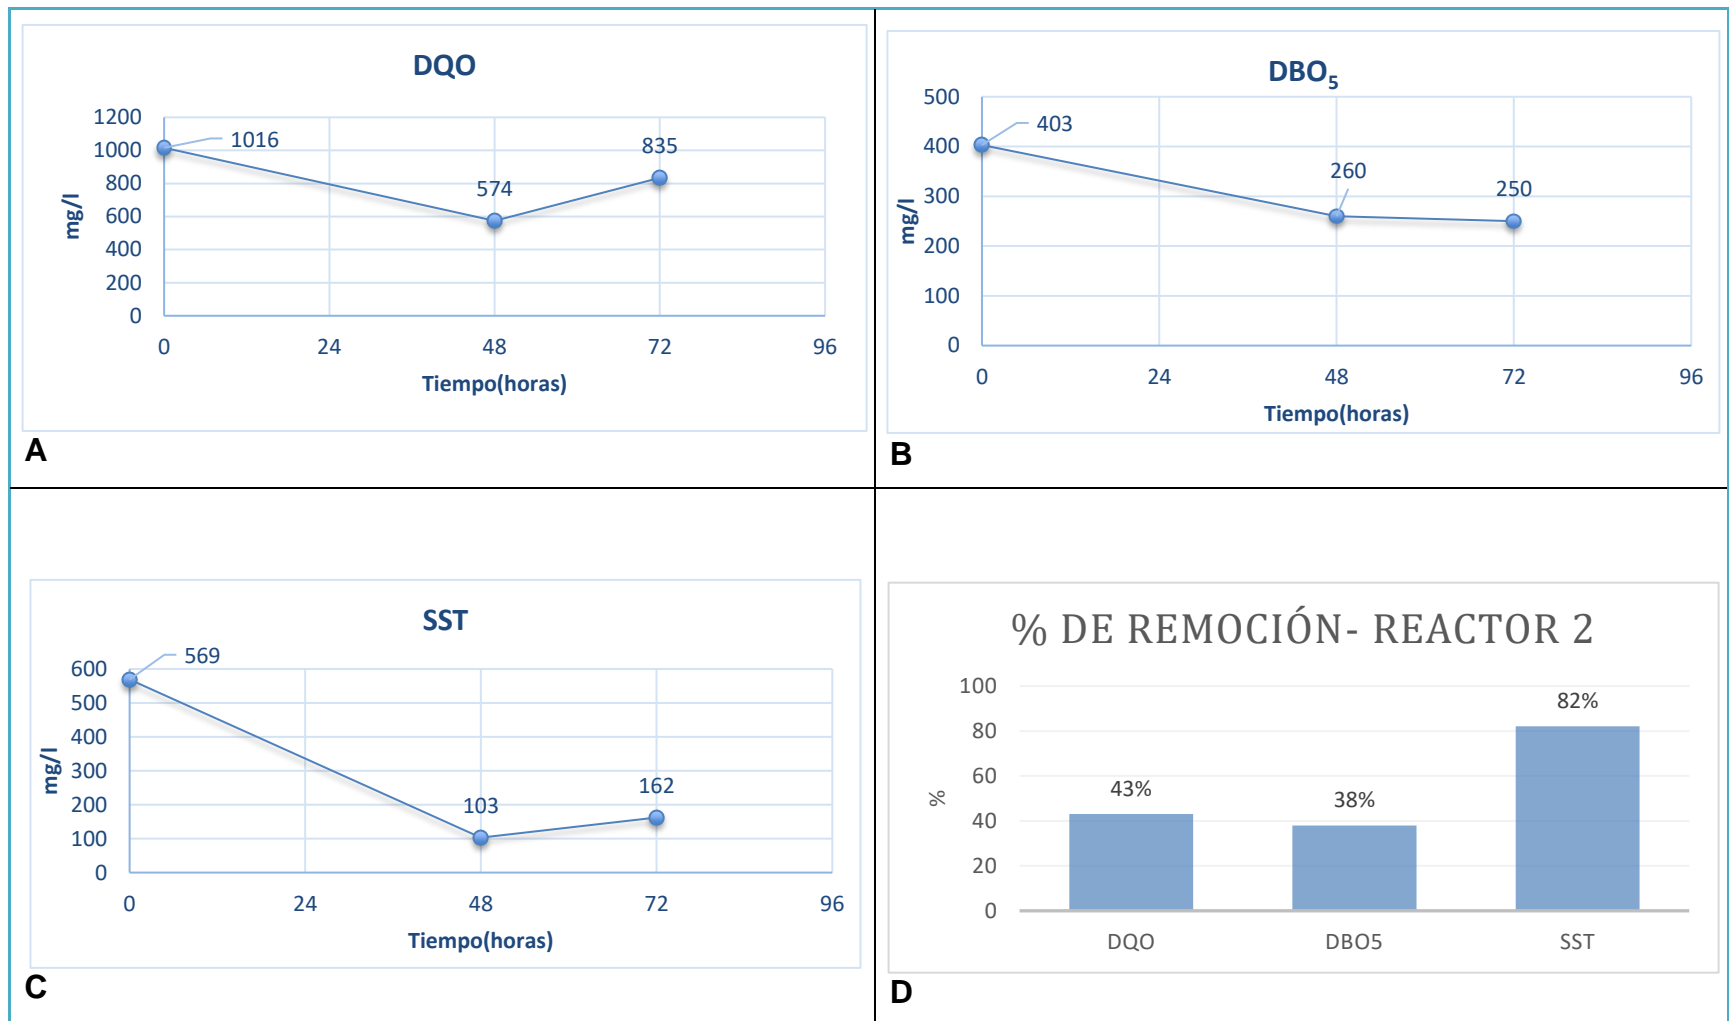 DQO
1200
1000
800
600
400
200
0
mg/l
1016
574
835
0 24 48 72 96
Tiempo(horas)
A
DBO5
500
400
300
200
100
0
mg/l
403
260
250
0 24 48 72 96
Tiempo(horas)
B
SST
600
500
400
300
200
100
0
mg/l
569
103
162
0 24 48 72 96
Tiempo(horas)
C
% DE REMOCIÓN- REACTOR 2
100
80
60
40
20
0
%
43%
38%
82%
DQO DBO5 SST
D